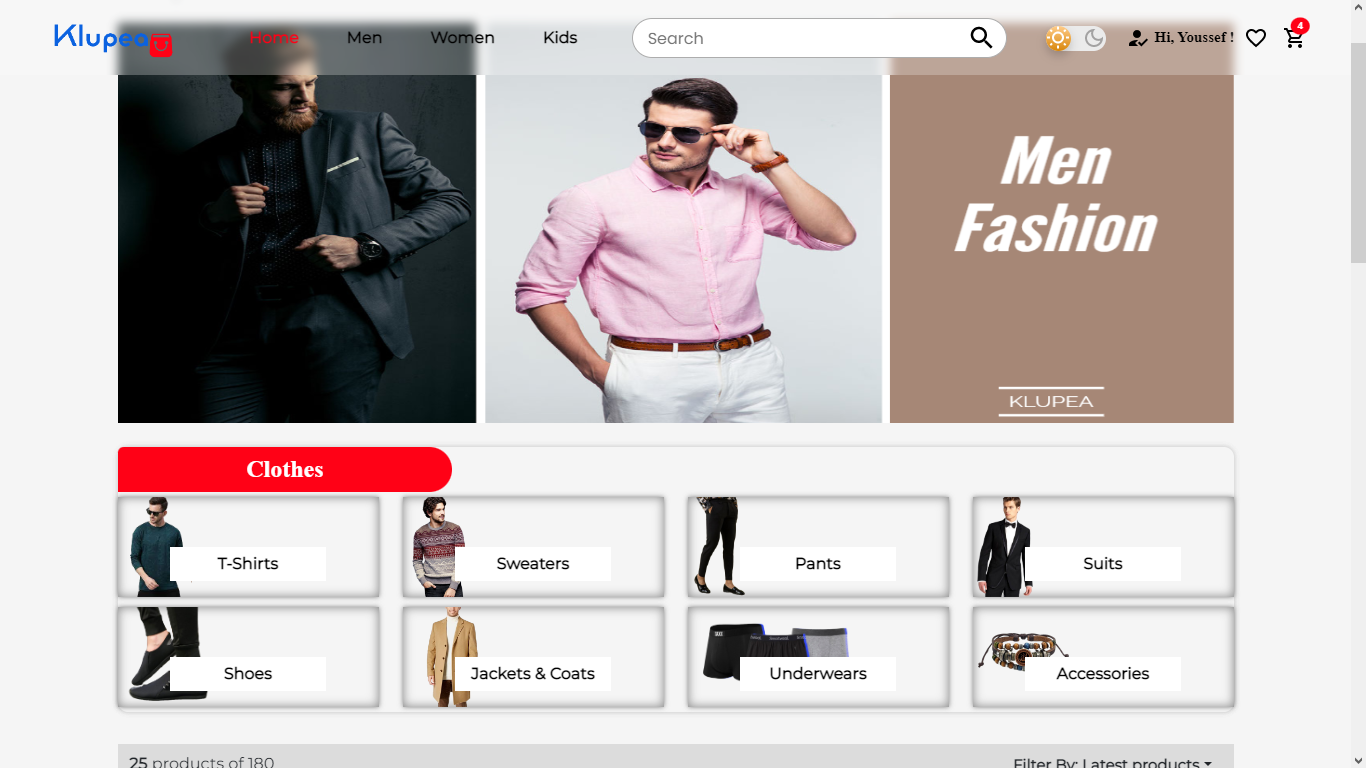 Klupea
Home Men Women Kids
Search
Hi, Youssef !
4
Men
Fashion
KLUPEA
Clothes
T-Shirts
Sweaters
Pants
Suits
Shoes
Jackets & Coats
Underwears
Accessories
25 products of 180
Filter By: Latest products